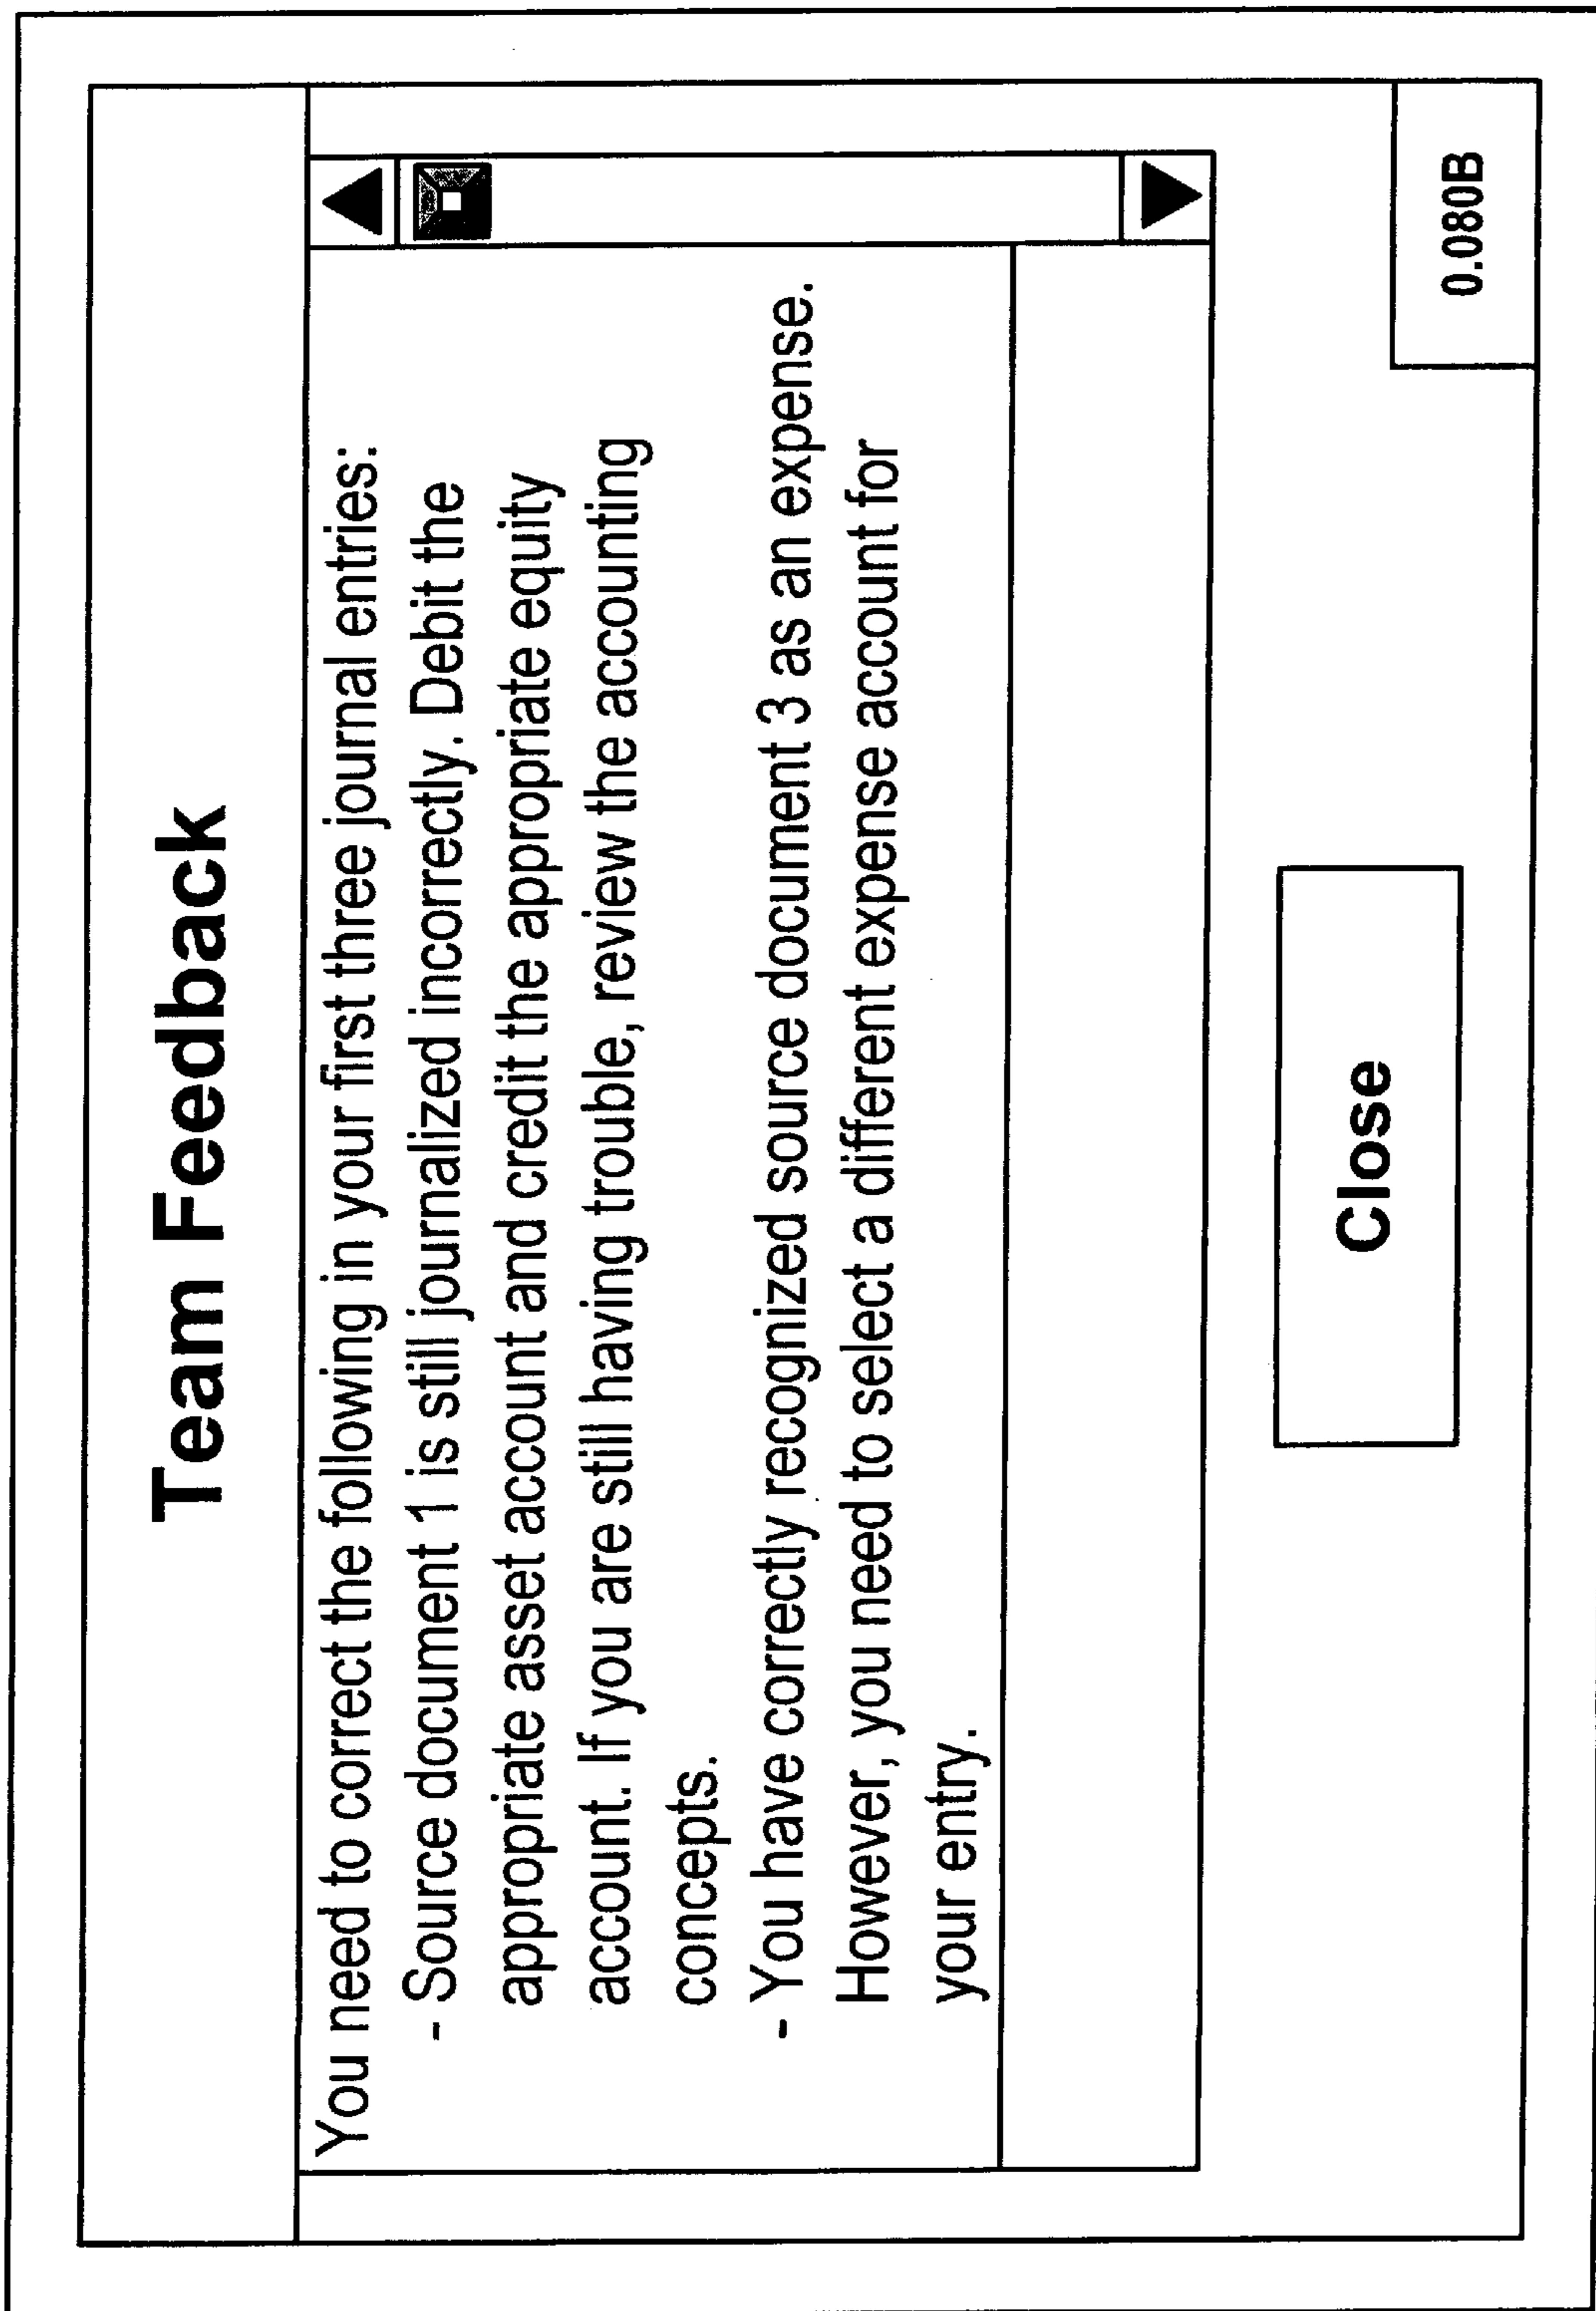 Team Feedback
You need to correct the following in your first three journal entries:
- Source document 1 is still journalized incorrectly. Debit the
appropriate asset account and credit the appropriate equity
account. If you are still having trouble, review the accounting
concepts.
- You have correctly recognized source document 3 as an expense.
However, you need to select a different expense account for
your entry.
Close
0.080B